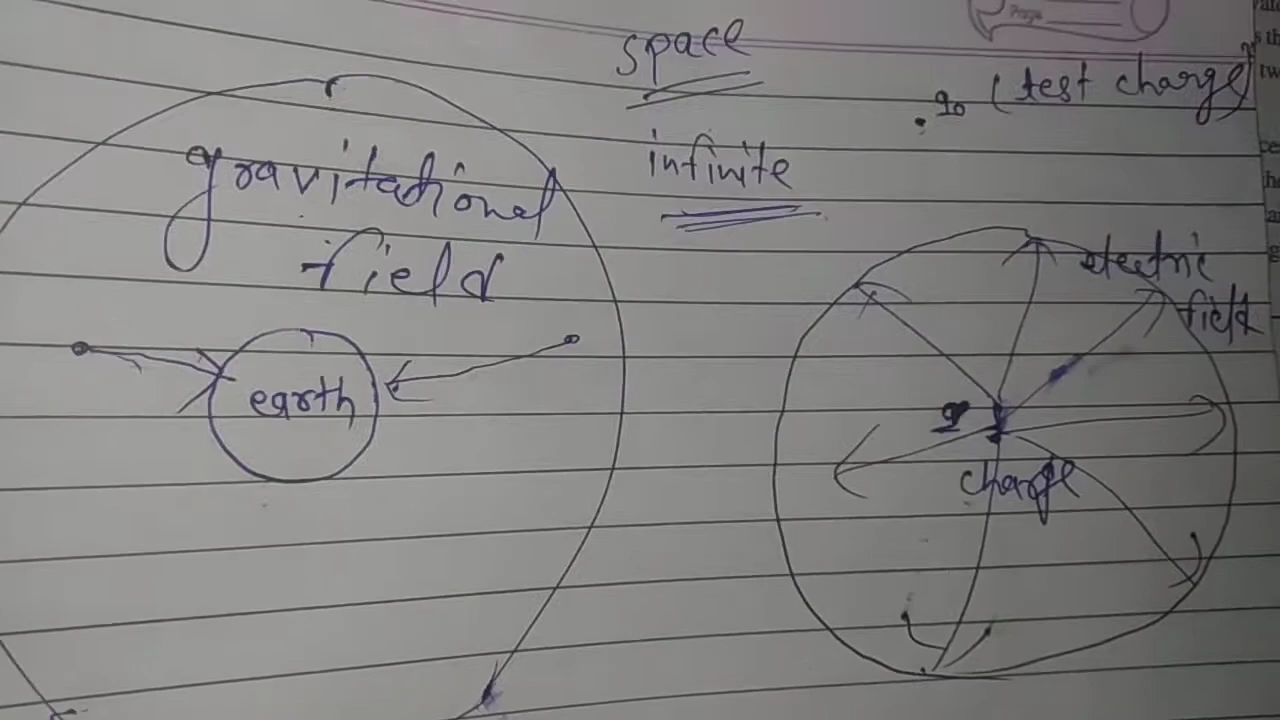 space
infinite
.q₀ (test charge)
gravitational
field
earth
electric
field
q
charge